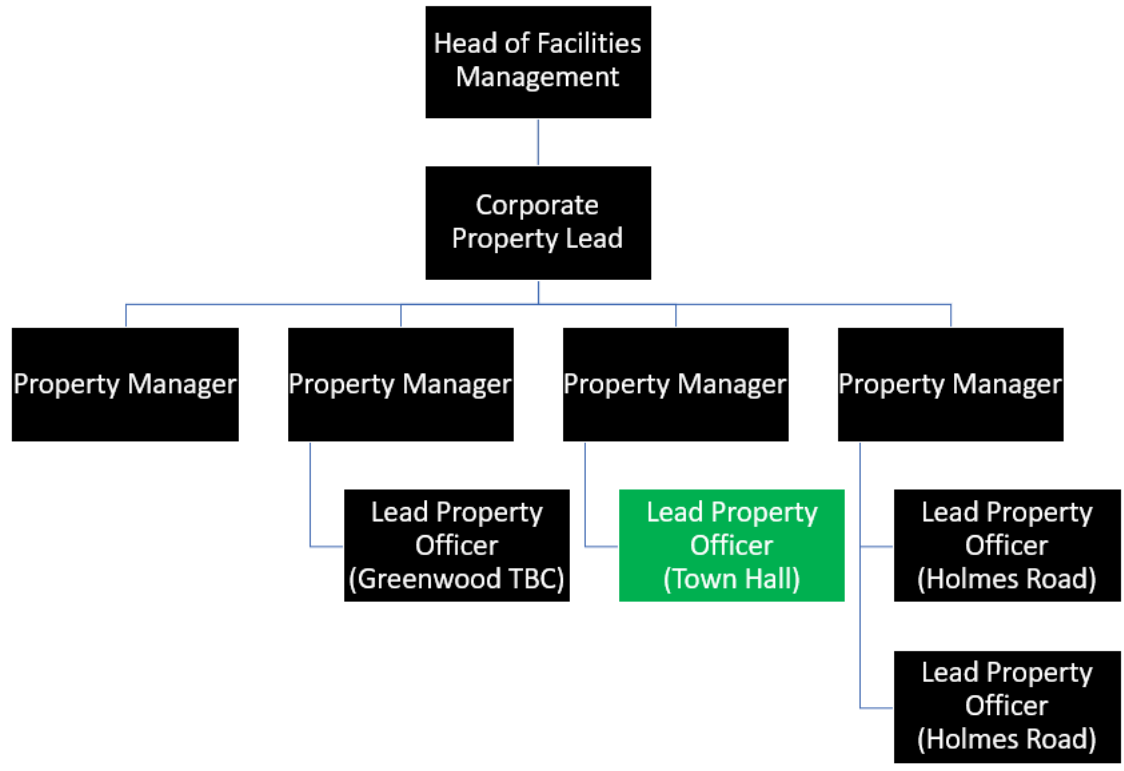 Head of Facilities
Management
Corporate
Property Lead
Property Manager
Property Manager
Property Manager
Property Manager
Lead Property
Officer
(Greenwood TBC)
Lead Property
Officer
(Town Hall)
Lead Property
Officer
(Holmes Road)
Lead Property
Officer
(Holmes Road)